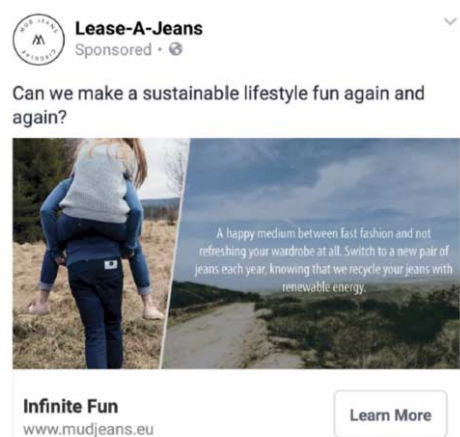 MUD JEANS
Lease-A-Jeans
Sponsored ·
Can we make a sustainable lifestyle fun again and
again?
A happy medium between fast fashion and not
refreshing your wardrobe at all. Switch to a new pair of
jeans each year, knowing that we recycle your jeans with
renewable energy.
Infinite Fun
www.mudjeans.eu
Learn More